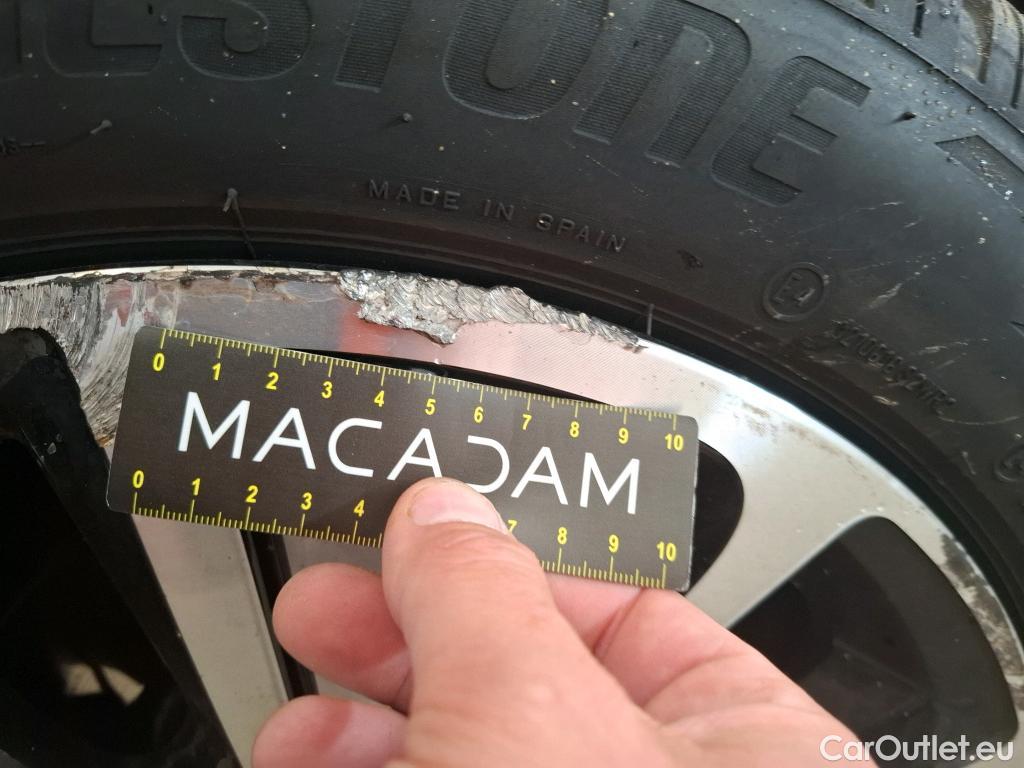 ESTONE
MADE IN SPAIN
E4
0 1 2 3 4 5 6 7 8 9 10
MACADAM
0 1 2 3 4 7 8 9 10
CarOutlet.eu